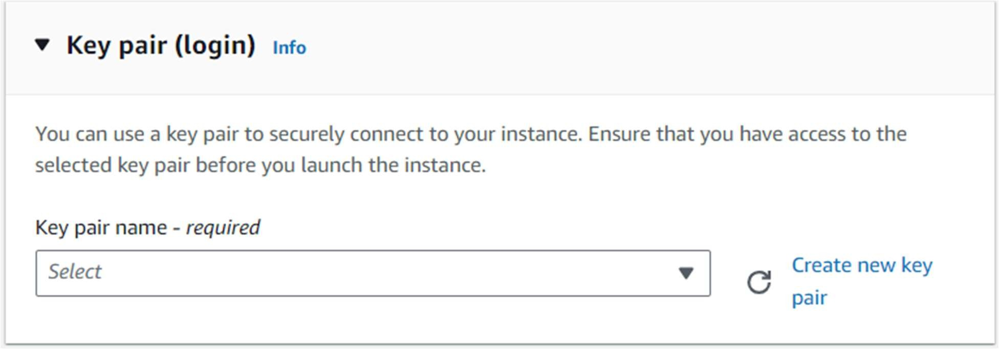 Key pair (login) Info
You can use a key pair to securely connect to your instance. Ensure that you have access to the
selected key pair before you launch the instance.
Key pair name - required
Select
Create new key
pair